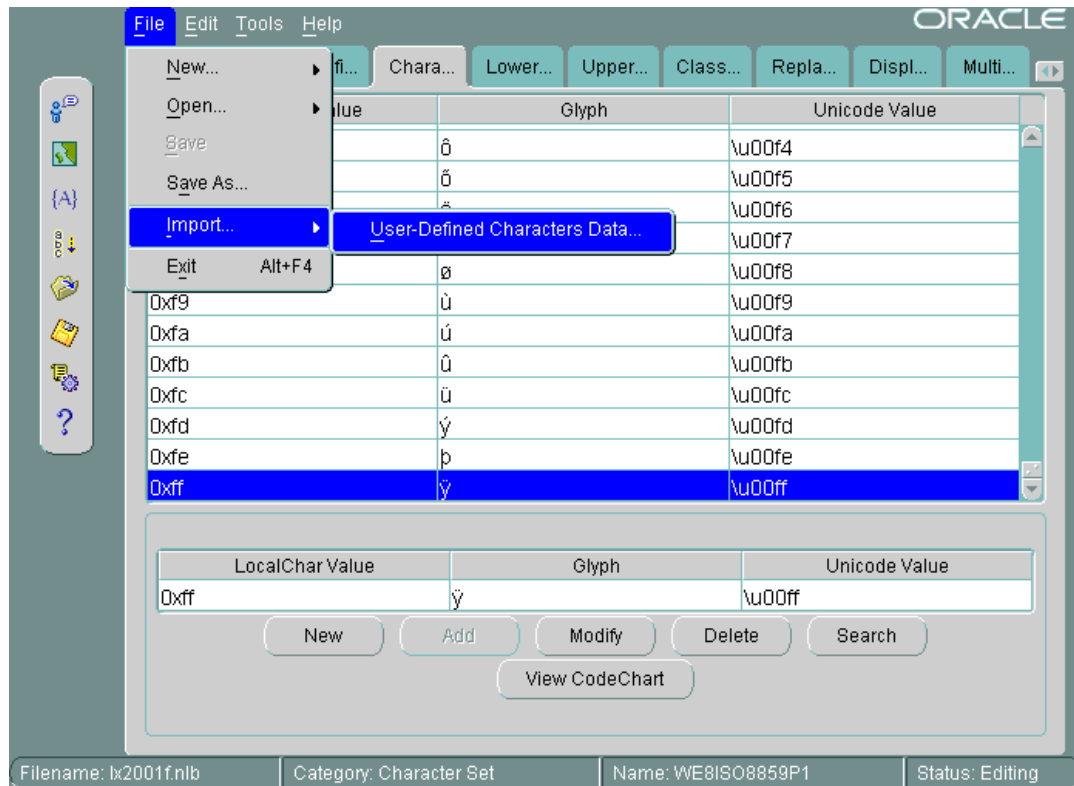 File Edit Tools Help ORACLE
New... fi... Chara... Lower... Upper... Class... Repla... Displ... Multi...
Open... alue Glyph Unicode Value
Save ô \u00f4
Save As... õ \u00f5
\u00f6
Import... User-Defined Characters Data... \u00f7
Exit Alt+F4 ø \u00f8
0xf9 ù \u00f9
0xfa ú \u00fa
0xfb û \u00fb
0xfc ü \u00fc
0xfd ý \u00fd
0xfe þ \u00fe
0xff ÿ \u00ff
LocalChar Value Glyph Unicode Value
0xff ÿ \u00ff
New Add Modify Delete Search
View CodeChart
Filename: lx2001f.nlb Category: Character Set Name: WE8ISO8859P1 Status: Editing
{A}
a
b
c
?